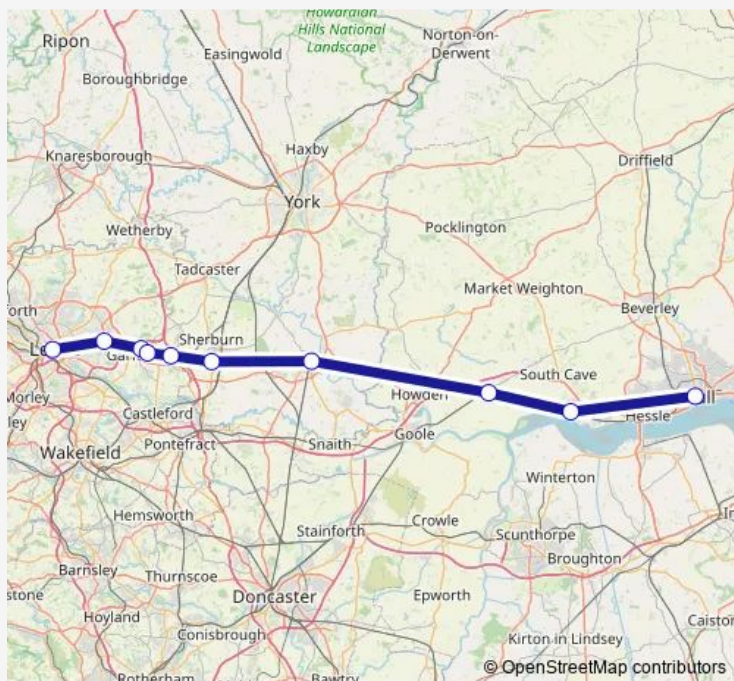 Howardian
Hills National
Landscape
Ripon
Easingwold
Norton-on-
Derwent
Boroughbridge
Haxby
Knaresborough
Driffield
York
Wetherby
Pocklington
Tadcaster
Market Weighton
Beverley
Sherburn
South Cave
Morley
Howden
Hessle
Castleford
Pontefract
Snaith
Goole
Wakefield
Winterton
Hemsworth
Stainforth
Crowle
Scunthorpe
Broughton
Barnsley
Thurnscoe
Doncaster
Epworth
Hoyland
Conisbrough
Kirton in Lindsey
Rotherham
Bawtry
© OpenStreetMap contributors